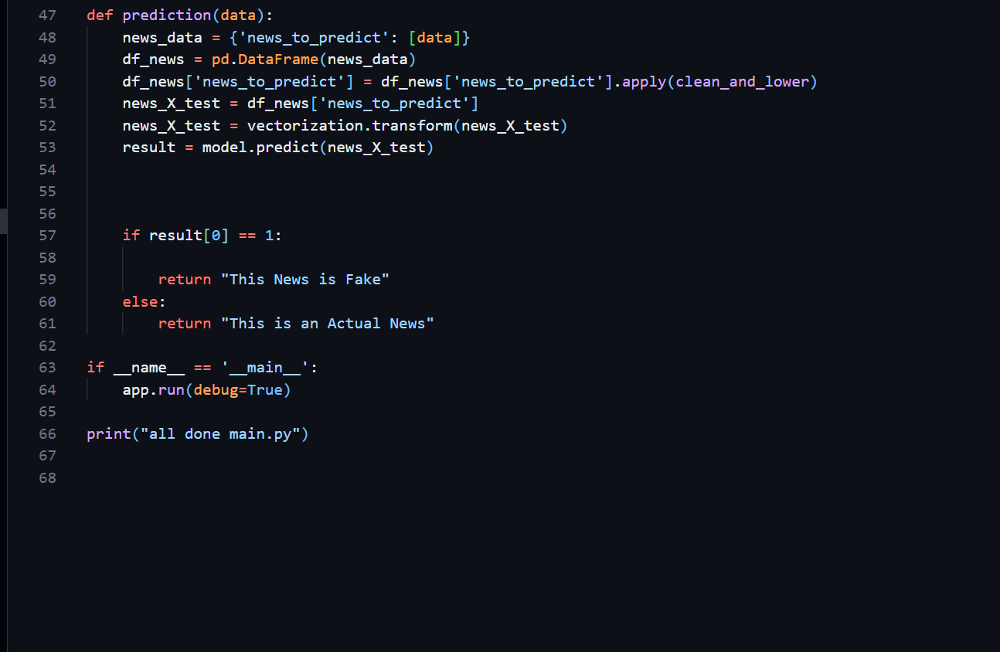 47 def prediction(data):
48     news_data = {'news_to_predict': [data]}
49     df_news = pd.DataFrame(news_data)
50     df_news['news_to_predict'] = df_news['news_to_predict'].apply(clean_and_lower)
51     news_X_test = df_news['news_to_predict']
52     news_X_test = vectorization.transform(news_X_test)
53     result = model.predict(news_X_test)
54
55
56
57     if result[0] == 1:
58
59         return "This News is Fake"
60     else:
61         return "This is an Actual News"
62
63 if __name__ == '__main__':
64     app.run(debug=True)
65
66 print("all done main.py")
67
68